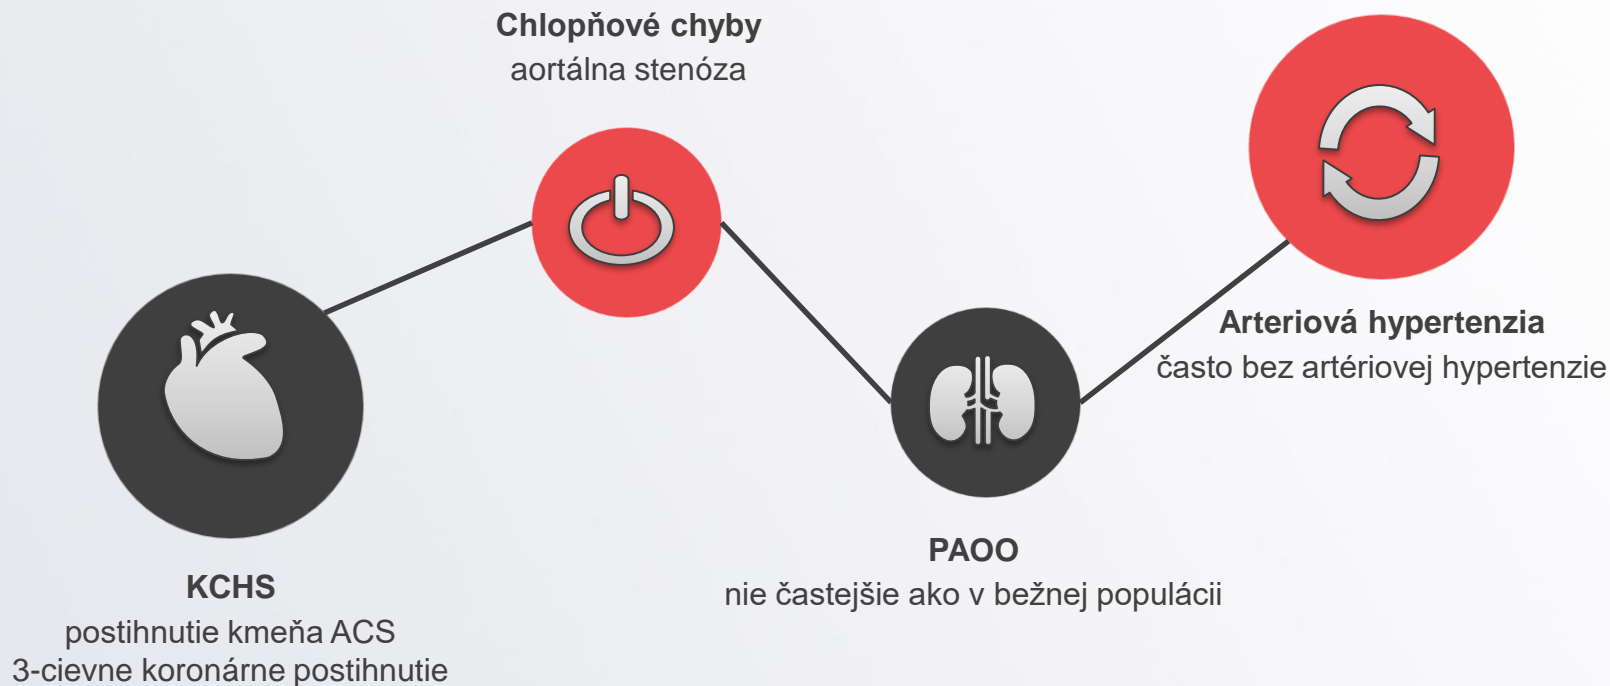 Chlopňové chyby
aortálna stenóza
Arteriová hypertenzia
často bez artériovej hypertenzie
PAOO
nie častejšie ako v bežnej populácii
KCHS
postihnutie kmeňa ACS
3-cievne koronárne postihnutie